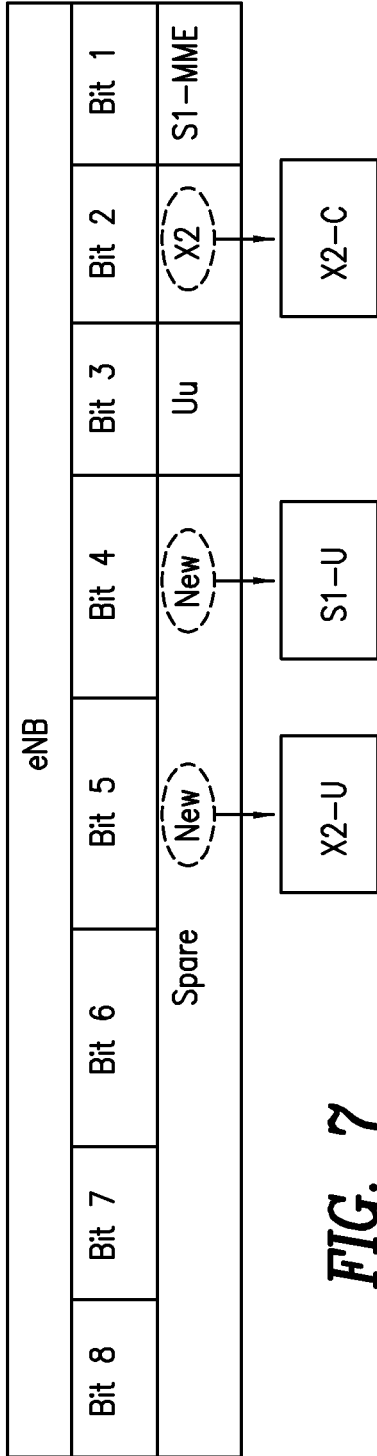 eNB
Bit 8 Bit 7 Bit 6 Bit 5 Bit 4 Bit 3 Bit 2 Bit 1
Spare New New Uu X2 S1-MME
X2-U S1-U X2-C
FIG. 7